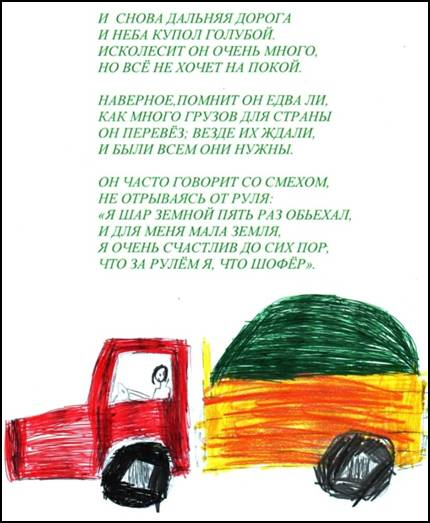 И СНОВА ДАЛЬНЯЯ ДОРОГА
И НЕБА КУПОЛ ГОЛУБОЙ.
ИСКОЛЕСИТ ОН ОЧЕНЬ МНОГО,
НО ВСЁ НЕ ХОЧЕТ НА ПОКОЙ.
НАВЕРНОЕ,ПОМНИТ ОН ЕДВА ЛИ,
КАК МНОГО ГРУЗОВ ДЛЯ СТРАНЫ
ОН ПЕРЕВЁЗ; ВЕЗДЕ ИХ ЖДАЛИ,
И БЫЛИ ВСЕМ ОНИ НУЖНЫ.
ОН ЧАСТО ГОВОРИТ СО СМЕХОМ,
НЕ ОТРЫВАЯСЬ ОТ РУЛЯ:
«Я ШАР ЗЕМНОЙ ПЯТЬ РАЗ ОБЬЕХАЛ,
И ДЛЯ МЕНЯ МАЛА ЗЕМЛЯ,
Я ОЧЕНЬ СЧАСТЛИВ ДО СИХ ПОР,
ЧТО ЗА РУЛЁМ Я, ЧТО ШОФЁР».